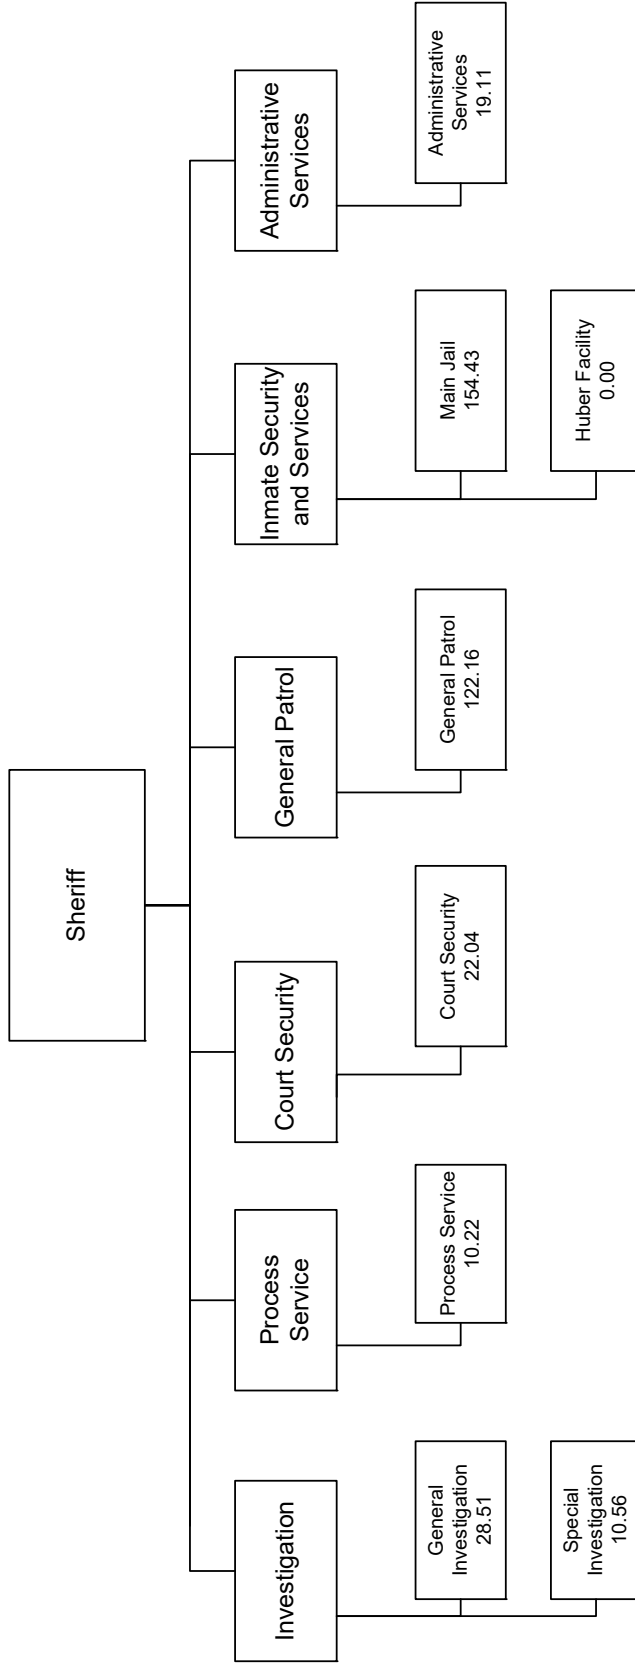 Sheriff
Investigation
Process
Service
Court Security
General Patrol
Inmate Security
and Services
Administrative
Services
General
Investigation
28.51
Process Service
10.22
Court Security
22.04
General Patrol
122.16
Main Jail
154.43
Administrative
Services
19.11
Special
Investigation
10.56
Huber Facility
0.00